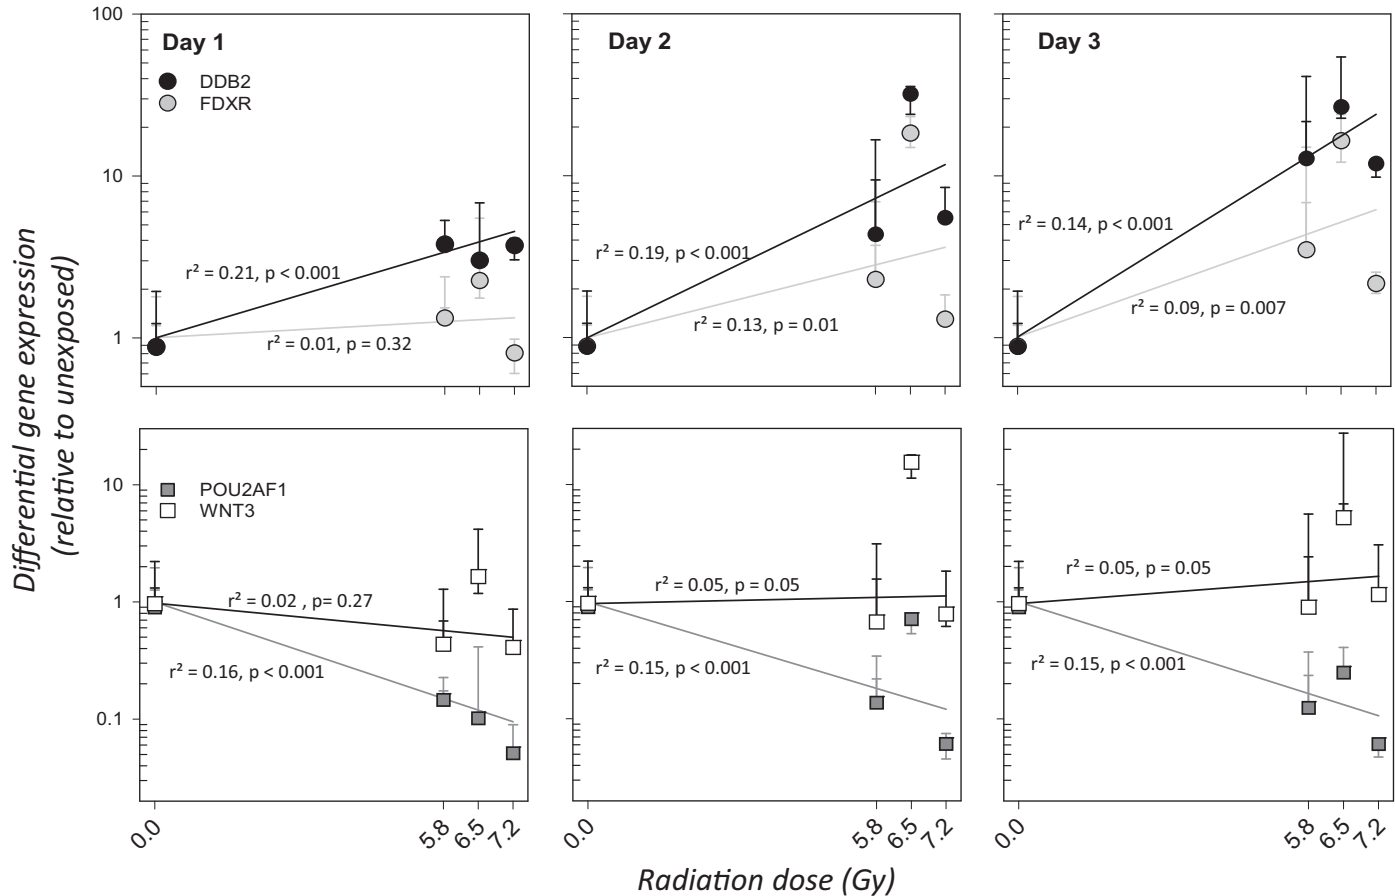 100
Day 1
Day 2
Day 3
DDB2
FDXR
10
1
r² = 0.21, p < 0.001
r² = 0.01, p = 0.32
r² = 0.19, p < 0.001
r² = 0.13, p = 0.01
r² = 0.14, p < 0.001
r² = 0.09, p = 0.007
Differential gene expression
(relative to unexposed)
POU2AF1
WNT3
10
1
0.1
r² = 0.02 , p= 0.27
r² = 0.16, p < 0.001
r² = 0.05, p = 0.05
r² = 0.15, p < 0.001
r² = 0.05, p = 0.05
r² = 0.15, p < 0.001
0.0
5.8
6.5
7.2
0.0
5.8
6.5
7.2
0.0
5.8
6.5
7.2
Radiation dose (Gy)